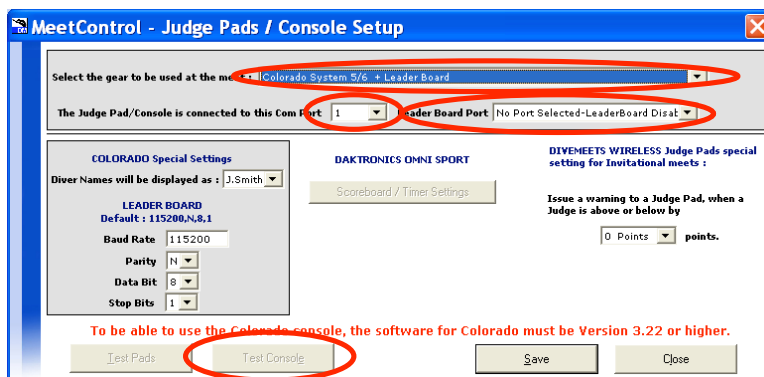 MeetControl - Judge Pads / Console Setup
Select the gear to be used at the meet : Colorado System 5/6 + Leader Board
The Judge Pad/Console is connected to this Com Port 1 Leader Board Port No Port Selected-LeaderBoard Disab
COLORADO Special Settings
Diver Names will be displayed as : J.Smith
LEADER BOARD
Default : 115200,N,8,1
Baud Rate 115200
Parity N
Data Bit 8
Stop Bits 1
DAKTRONICS OMNI SPORT
Scoreboard / Timer Settings
DIVEMEETS WIRELESS Judge Pads special
setting for Invitational meets :
Issue a warning to a Judge Pad, when a
Judge is above or below by
0 Points points.
To be able to use the Colorado console, the software for Colorado must be Version 3.22 or higher.
Test Pads Test Console Save Close